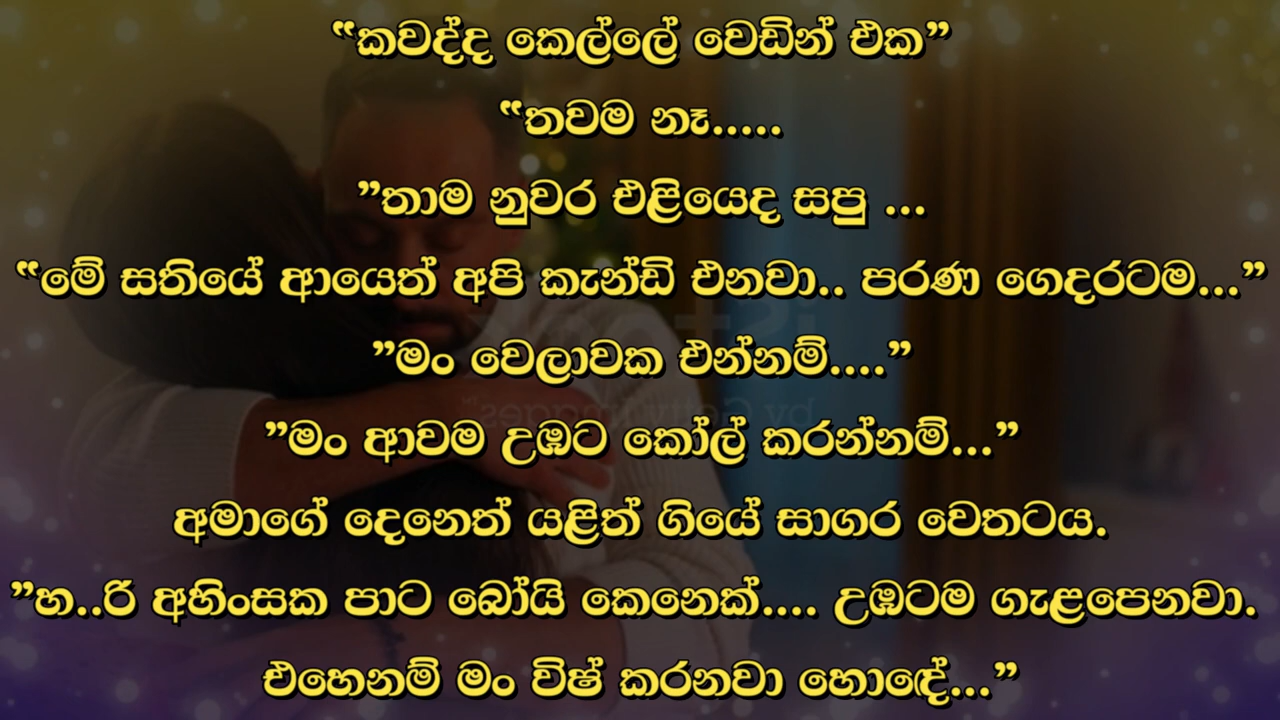 “කවද්ද කෙල්ලේ වෙඩින් එක”
“තවම නෑ.....
”තාම නුවර එළියෙද සපු ...
“මේ සතියේ ආයෙත් අපි කැන්ඩි එනවා.. පරණ ගෙදරටම...”
”මං වෙලාවක එන්නම්....”
”මං ආවම උඹට කෝල් කරන්නම්...”
අමාගේ දෙනෙත් යළිත් ගියේ සාගර වෙතටය.
”හ..රි අහිංසක පාට බෝයි කෙනෙක්.... උඹටම ගැළපෙනවා.
එහෙනම් මං විෂ් කරනවා හොඳේ...”